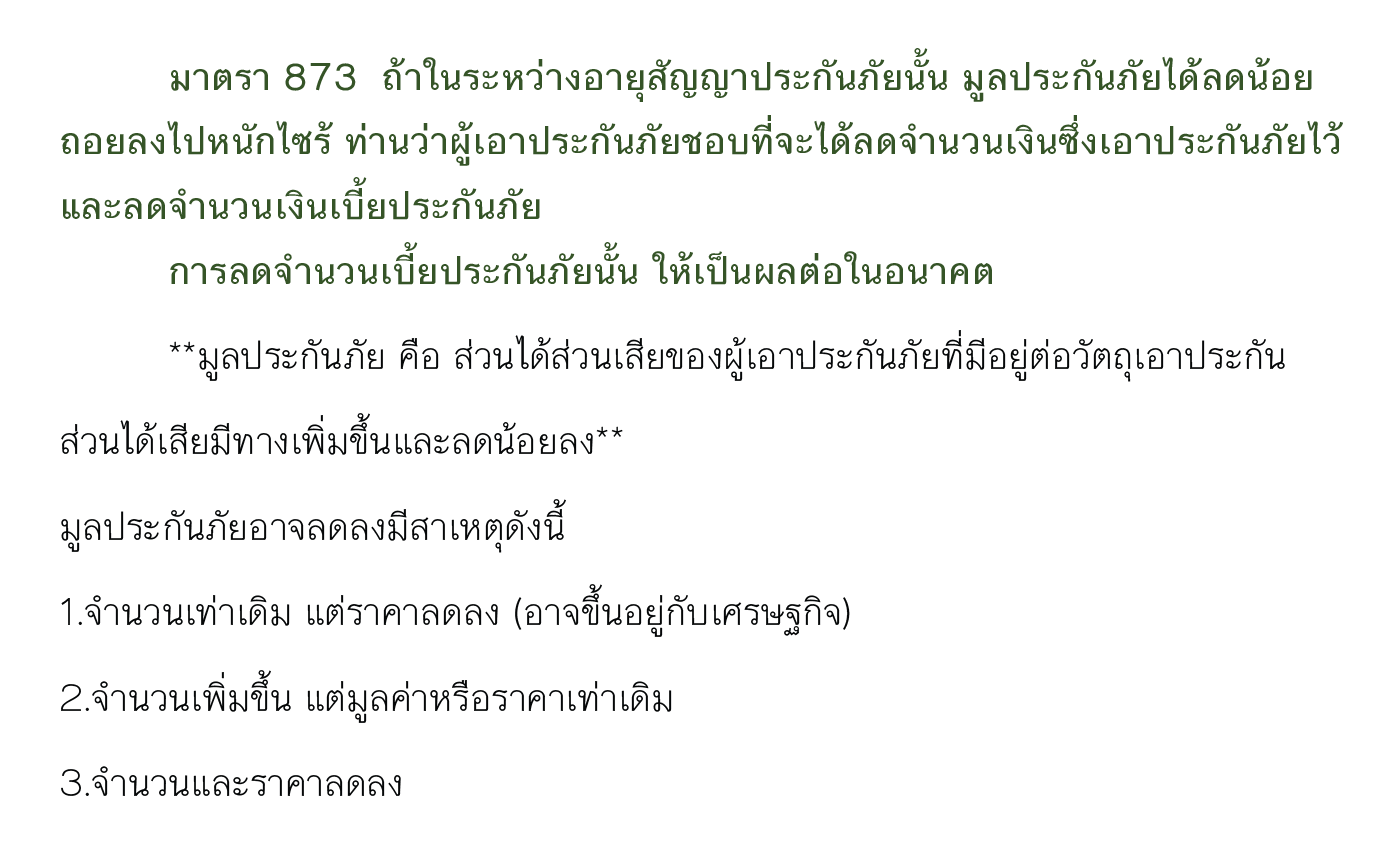 มาตรา 873  ถ้าในระหว่างอายุสัญญาประกันภัยนั้น มูลประกันภัยได้ลดน้อย
ถอยลงไปหนักไซร้ ท่านว่าผู้เอาประกันภัยชอบที่จะได้ลดจำนวนเงินซึ่งเอาประกันภัยไว้
และลดจำนวนเงินเบี้ยประกันภัย
การลดจำนวนเบี้ยประกันภัยนั้น ให้เป็นผลต่อในอนาคต
**มูลประกันภัย คือ ส่วนได้ส่วนเสียของผู้เอาประกันภัยที่มีอยู่ต่อวัตถุเอาประกัน
ส่วนได้เสียมีทางเพิ่มขึ้นและลดน้อยลง**
มูลประกันภัยอาจลดลงมีสาเหตุดังนี้
1.จำนวนเท่าเดิม แต่ราคาลดลง (อาจขึ้นอยู่กับเศรษฐกิจ)
2.จำนวนเพิ่มขึ้น แต่มูลค่าหรือราคาเท่าเดิม
3.จำนวนและราคาลดลง